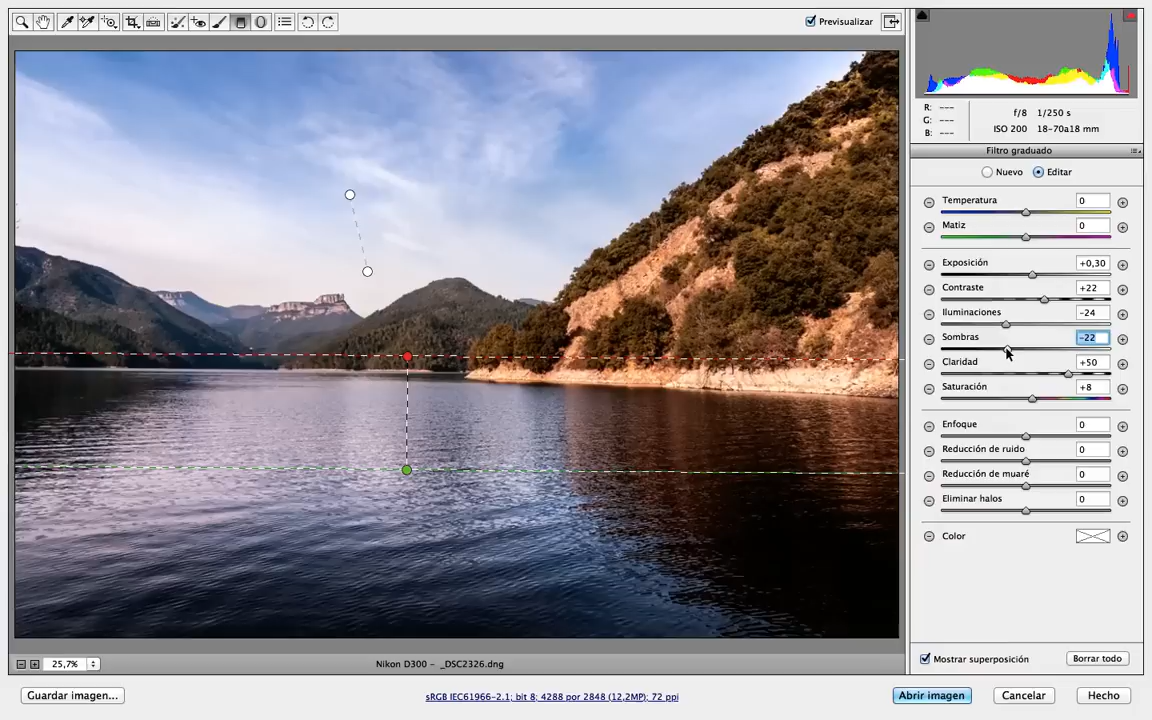 Previsualizar
R: ---
G: ---
B: ---
f/8 1/250 s
ISO 200 18-70a18 mm
Filtro graduado
Nuevo Editar
Temperatura 0
Matiz 0
Exposición +0,30
Contraste +22
Iluminaciones -24
Sombras -22
Claridad +50
Saturación +8
Enfoque 0
Reducción de ruido 0
Reducción de muaré 0
Eliminar halos 0
Color
25,7%
Nikon D300 - _DSC2326.dng
Mostrar superposición
Borrar todo
Guardar imagen...
sRGB IEC61966-2.1; bit 8; 4288 por 2848 (12,2MP); 72 ppi
Abrir imagen
Cancelar
Hecho